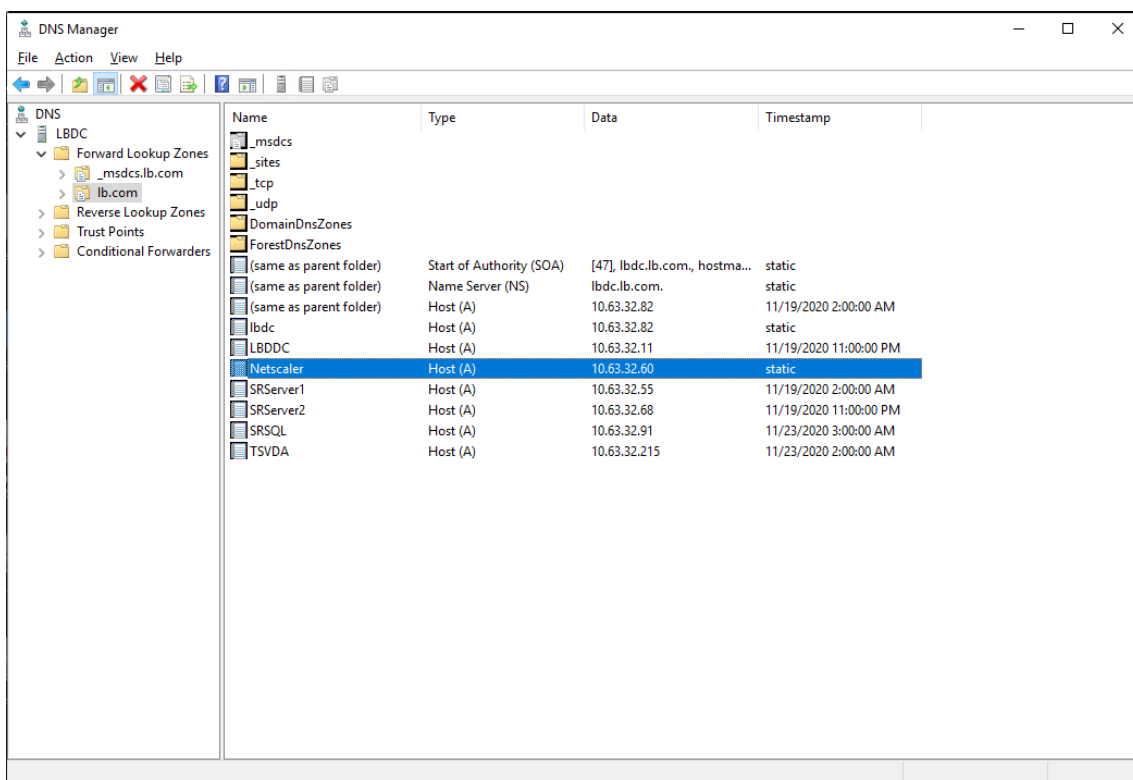 DNS Manager
File Action View Help
DNS
LBDC
Forward Lookup Zones
_msdcs.lb.com
lb.com
Reverse Lookup Zones
Trust Points
Conditional Forwarders
Name Type Data Timestamp
_msdcs
_sites
_tcp
_udp
DomainDnsZones
ForestDnsZones
(same as parent folder) Start of Authority (SOA) [47], lbdc.lb.com., hostma... static
(same as parent folder) Name Server (NS) lbdc.lb.com. static
(same as parent folder) Host (A) 10.63.32.82 11/19/2020 2:00:00 AM
lbdc Host (A) 10.63.32.82 static
LBDDC Host (A) 10.63.32.11 11/19/2020 11:00:00 PM
Netscaler Host (A) 10.63.32.60 static
SRServer1 Host (A) 10.63.32.55 11/19/2020 2:00:00 AM
SRServer2 Host (A) 10.63.32.68 11/19/2020 11:00:00 PM
SRSQL Host (A) 10.63.32.91 11/23/2020 3:00:00 AM
TSVDA Host (A) 10.63.32.215 11/23/2020 2:00:00 AM